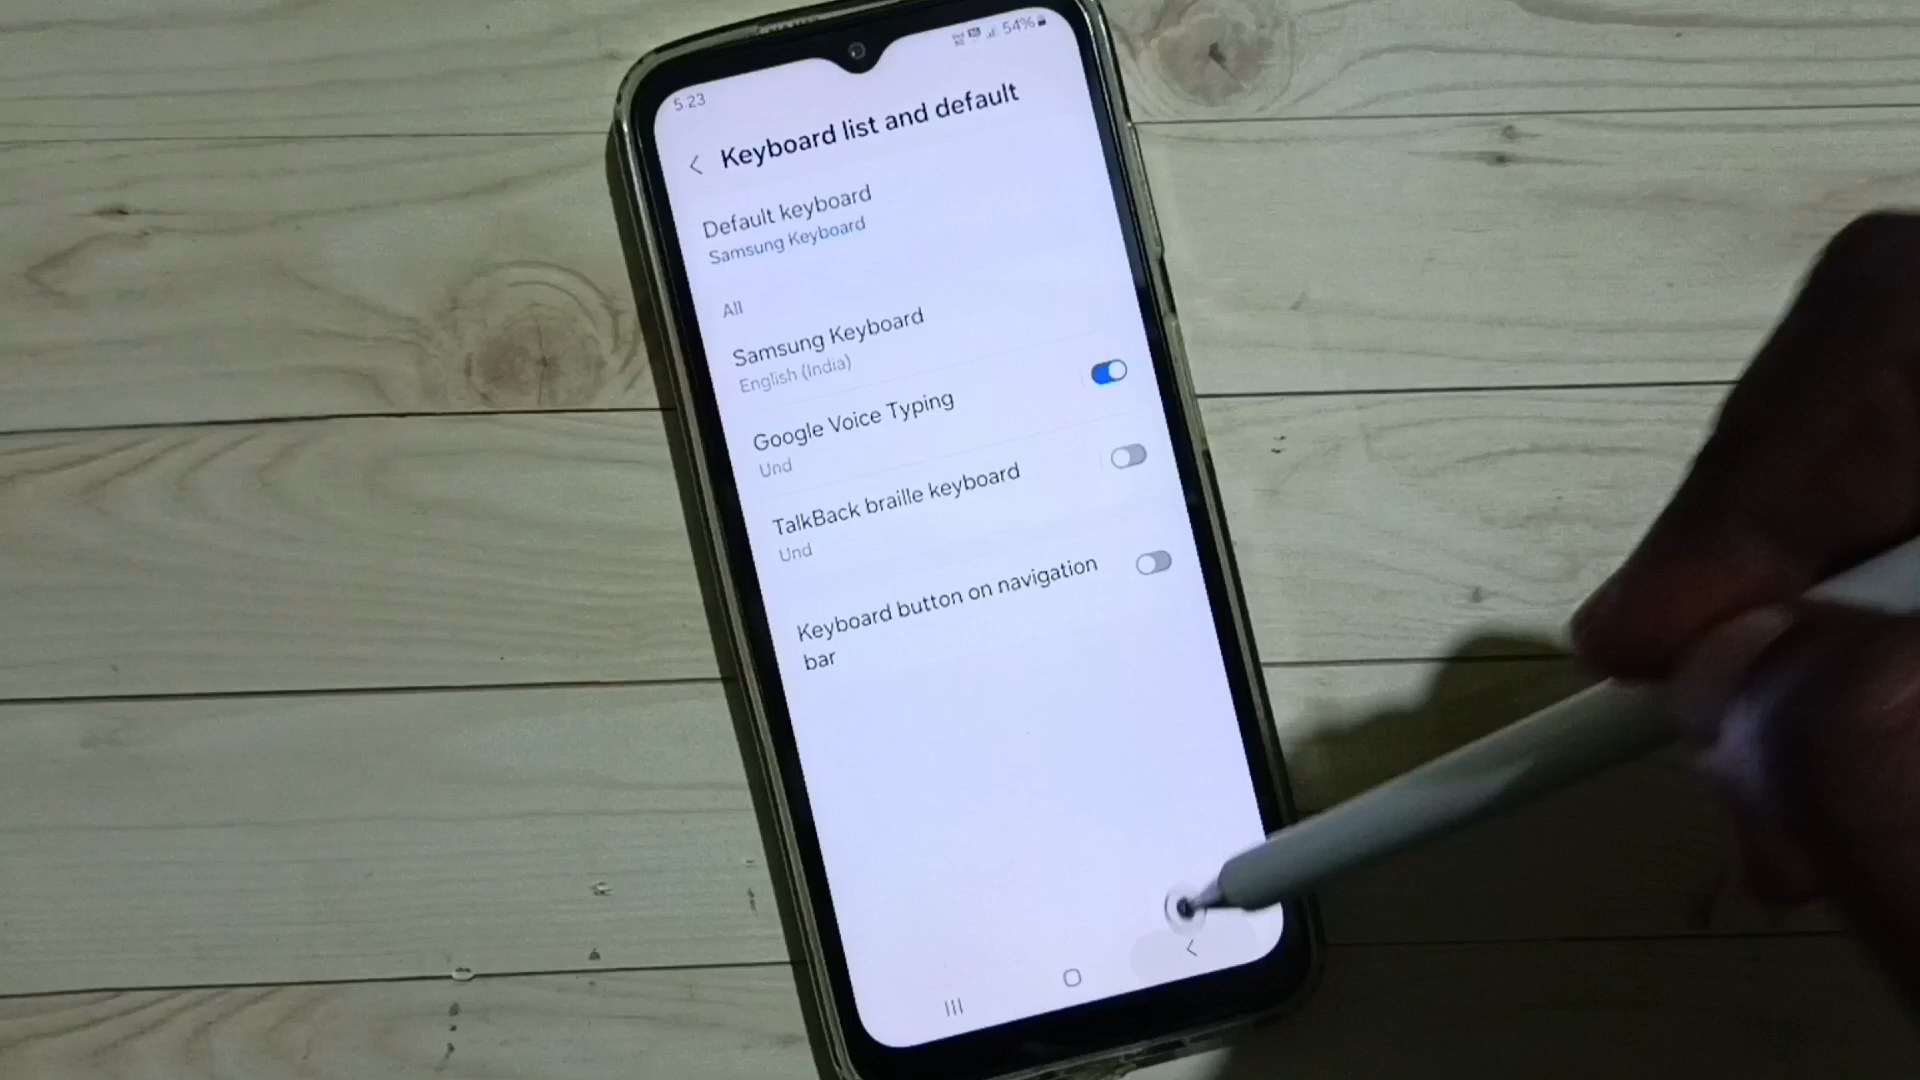 5.23
54%
Keyboard list and default
Default keyboard
Samsung Keyboard
All
Samsung Keyboard
English (India)
Google Voice Typing
Und
TalkBack braille keyboard
Und
Keyboard button on navigation
bar